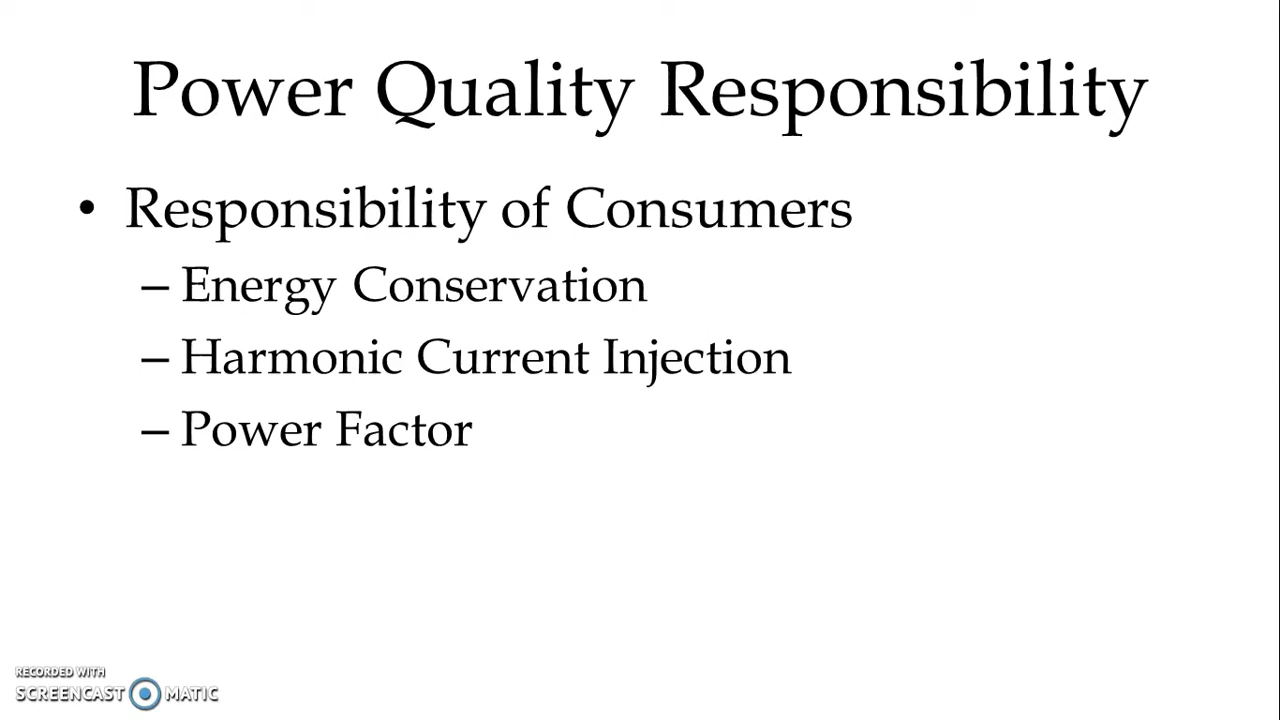 Power Quality Responsibility
• Responsibility of Consumers
– Energy Conservation
– Harmonic Current Injection
– Power Factor
RECORDED WITH
SCREENCAST MATIC